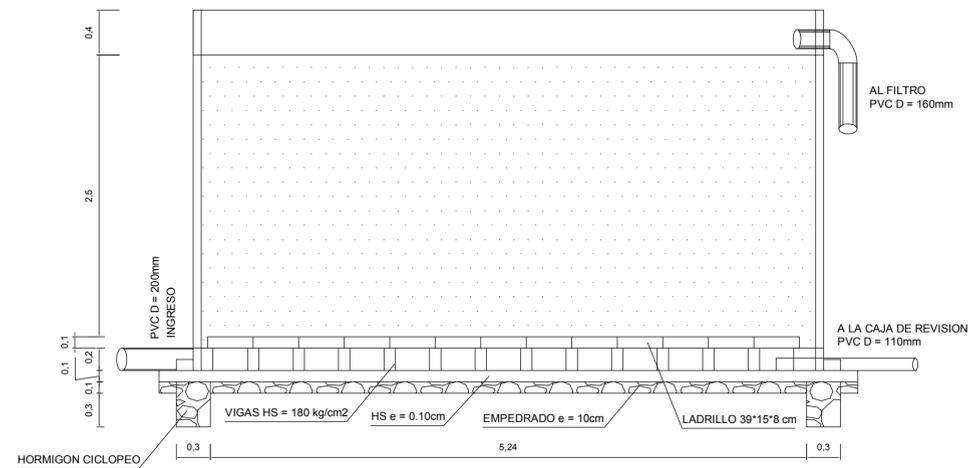 0,4
AL FILTRO
PVC D = 160mm
2,5
PVC D = 200mm
INGRESO
A LA CAJA DE REVISION
PVC D = 110mm
0,1
0,2
0,1
0,1
0,3
VIGAS HS = 180 kg/cm2
HS e = 0.10cm
EMPEDRADO e = 10cm
LADRILLO 39*15*8 cm
HORMIGON CICLOPEO
0,3
5,24
0,3